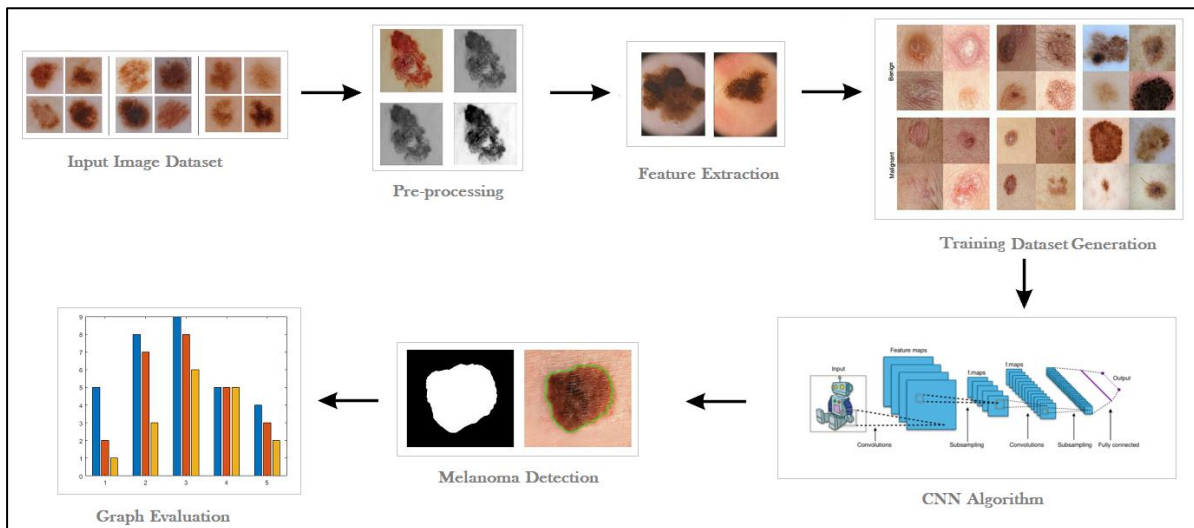 Input Image Dataset
Pre-processing
Feature Extraction
Benign
Malignant
Training Dataset Generation
Feature maps
Input
f.maps
f.maps
Output
Convolutions
Subsampling
Convolutions
Subsampling
Fully connected
CNN Algorithm
Melanoma Detection
9
8
7
6
5
4
3
2
1
0
1 2 3 4 5
Graph Evaluation